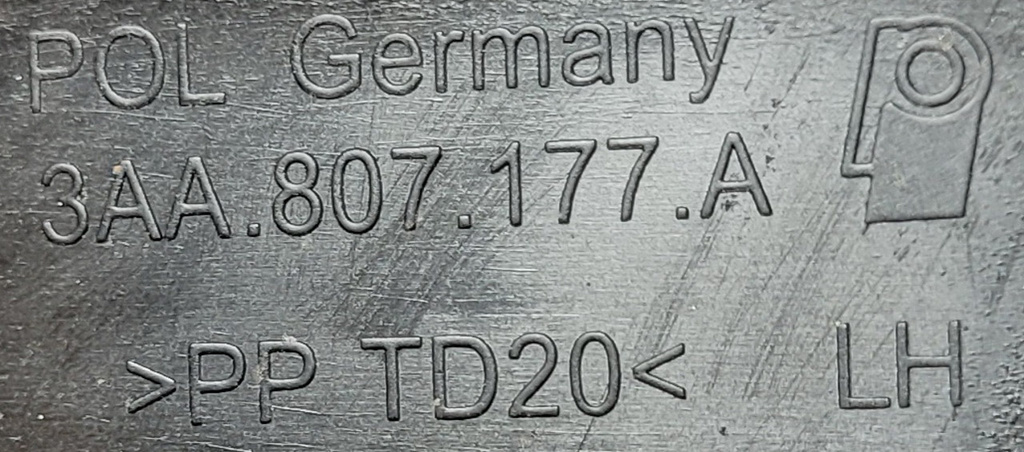 POL Germany
3AA.807.177.A
>PP TD20< LH